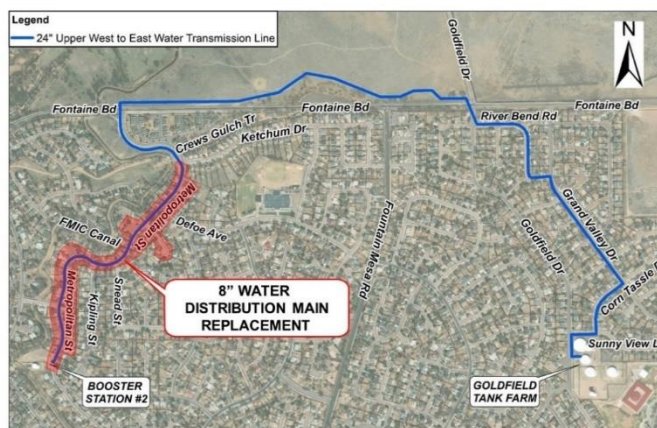 Legend
24" Upper West to East Water Transmission Line
N
Goldfield Dr
Fontaine Bd
Fontaine Bd
River Bend Rd
Fontaine Bd
Crews Gulch Tr
Ketchum Dr
Metropolitan St
FMIC Canal
Defoe Ave
Fountain Mesa Rd
Grand Valley Dr
Goldfield Dr
Snead St
Kipling St
Metropolitan St
8” WATER
DISTRIBUTION MAIN
REPLACEMENT
Corn Tassle D
Sunny View L
BOOSTER
STATION #2
GOLDFIELD
TANK FARM